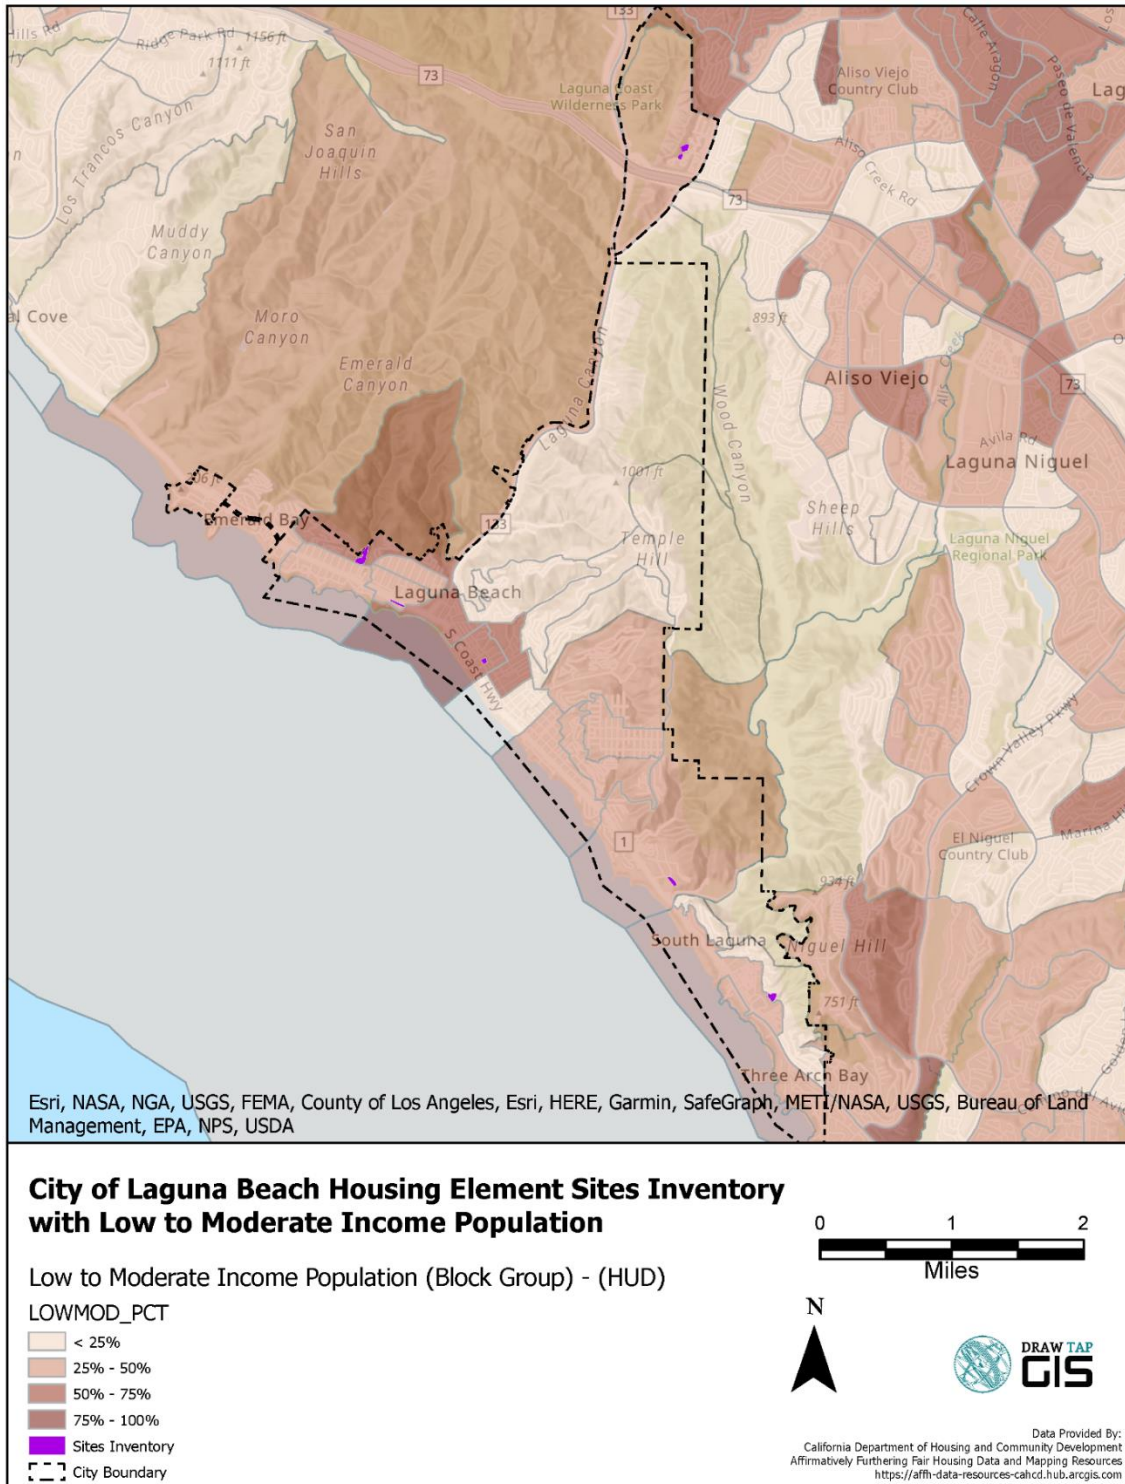 133
Hills Rd
Ridge Park Rd
1156 ft
1111 ft
73
Laguna Coast
Wilderness Park
Calle Aragon
Paseo de Valencia
Aliso Viejo
Country Club
Lag
Los
Los Trancos Canyon
San
Joaquin
Hills
Aliso Creek Rd
73
Muddy
Canyon
al Cove
Moro
Canyon
893 ft
Emerald
Canyon
Laguna Canyon
Wood Canyon
Aliso Viejo
73
Avila Rd
Laguna Niguel
1001 ft
Emerald Bay
133
Sheep
Hills
Temple
Hill
Laguna Niguel
Regional Park
Laguna Beach
S Coast Hwy
Crown Valley Pkwy
1
El Niguel
Country Club
934 ft
South Laguna
Niguel Hill
751 ft
Three Arch Bay
Esri, NASA, NGA, USGS, FEMA, County of Los Angeles, Esri, HERE, Garmin, SafeGraph, METI/NASA, USGS, Bureau of Land
Management, EPA, NPS, USDA
City of Laguna Beach Housing Element Sites Inventory
with Low to Moderate Income Population
Low to Moderate Income Population (Block Group) - (HUD)
LOWMOD_PCT
< 25%
25% - 50%
50% - 75%
75% - 100%
Sites Inventory
City Boundary
0 1 2
Miles
N
DRAW TAP
GIS
Data Provided By:
California Department of Housing and Community Development
Affirmatively Furthering Fair Housing Data and Mapping Resources
https://affh-data-resources-cahcd.hub.arcgis.com